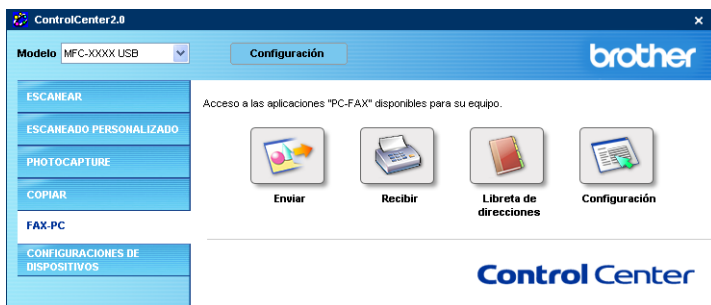 ControlCenter2.0
Modelo MFC-XXXX USB
Configuración
brother
ESCANEAR
ESCANEADO PERSONALIZADO
PHOTOCAPTURE
COPIAR
FAX-PC
CONFIGURACIONES DE
DISPOSITIVOS
Acceso a las aplicaciones "PC-FAX" disponibles para su equipo.
Enviar
Recibir
Libreta de
direcciones
Configuración
Control Center